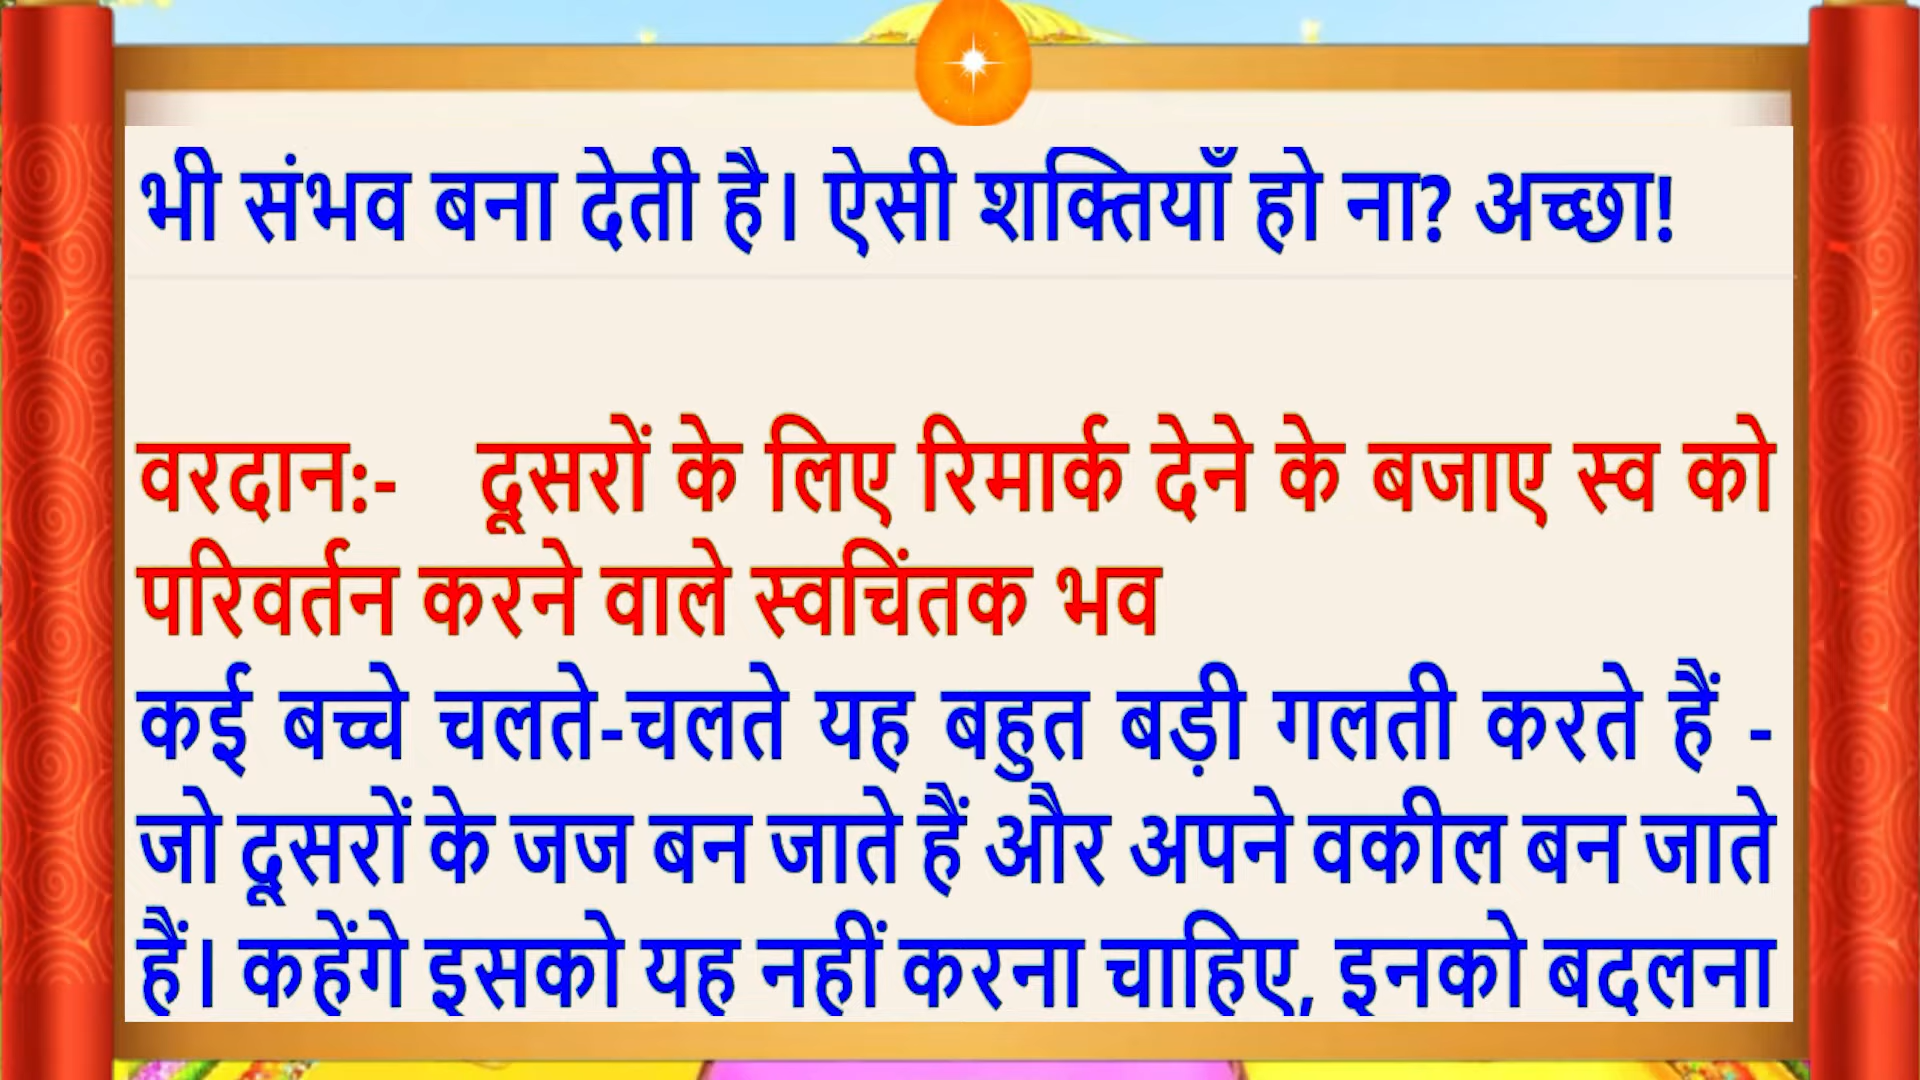 भी संभव बना देती है। ऐसी शक्तियाँ हो ना? अच्छा!
वरदान:- दूसरों के लिए रिमार्क देने के बजाए स्व को
परिवर्तन करने वाले स्वचिंतक भव
कई बच्चे चलते-चलते यह बहुत बड़ी गलती करते हैं -
जो दूसरों के जज बन जाते हैं और अपने वकील बन जाते
हैं। कहेंगे इसको यह नहीं करना चाहिए, इनको बदलना